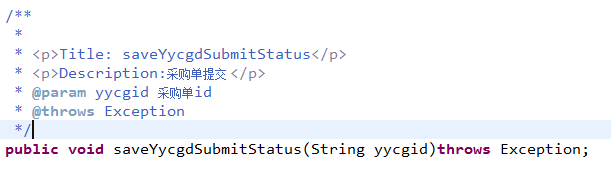 /**
 *
 * <p>Title: saveYycgdSubmitStatus</p>
 * <p>Description:采购单提交</p>
 * @param yycgid 采购单id
 * @throws Exception
 */
public void saveYycgdSubmitStatus(String yycgid)throws Exception;